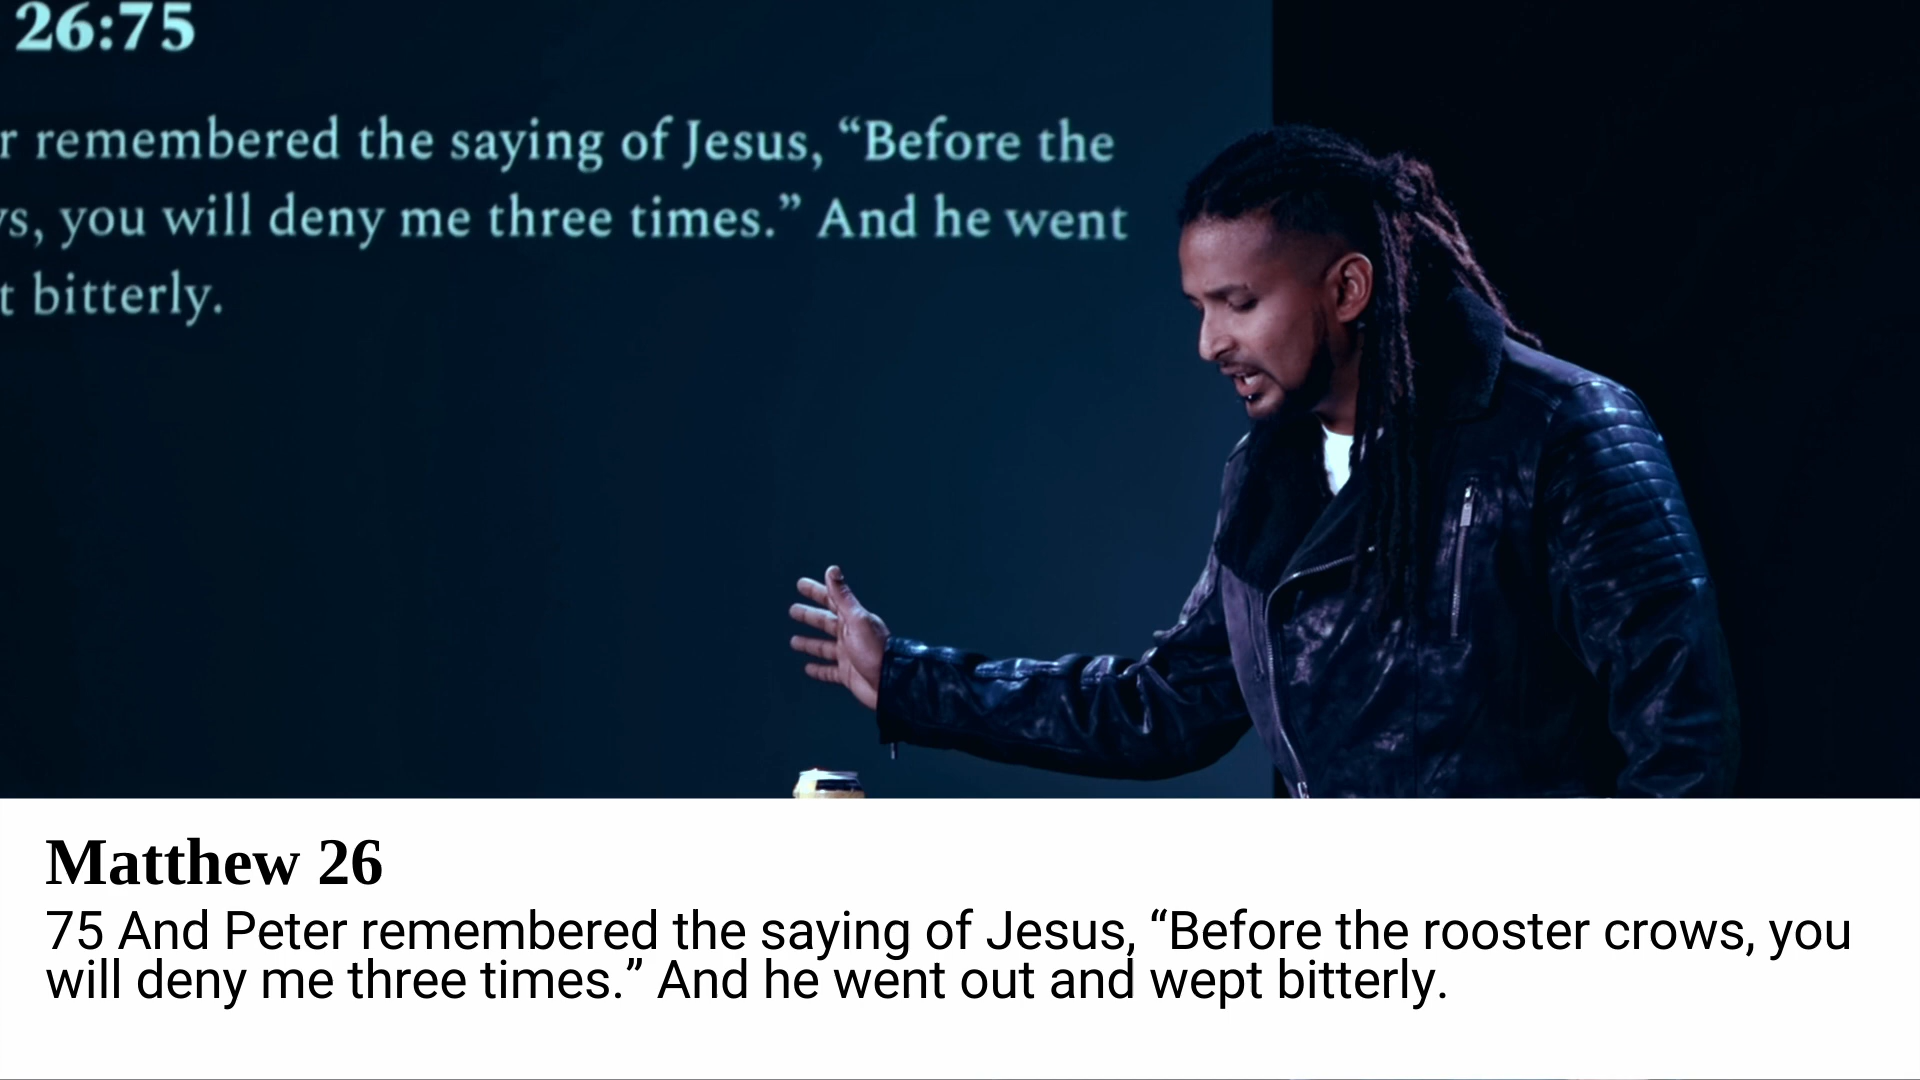 26:75
r remembered the saying of Jesus, “Before the
s, you will deny me three times.” And he went
t bitterly.
Matthew 26
75 And Peter remembered the saying of Jesus, “Before the rooster crows, you
will deny me three times.” And he went out and wept bitterly.